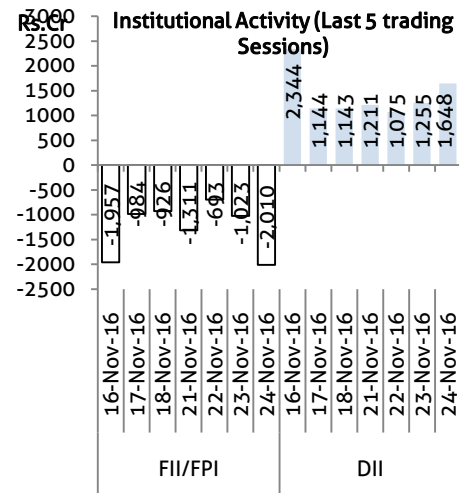 Rs.Cr
Institutional Activity (Last 5 trading
Sessions)
3000
2500
2000
1500
1000
500
0
-500
-1000
-1500
-2000
-2500
-1,957
-984
-926
-1,311
-693
-1,023
-2,010
2,344
1,144
1,143
1,211
1,075
1,255
1,648
16-Nov-16
17-Nov-16
18-Nov-16
21-Nov-16
22-Nov-16
23-Nov-16
24-Nov-16
16-Nov-16
17-Nov-16
18-Nov-16
21-Nov-16
22-Nov-16
23-Nov-16
24-Nov-16
FII/FPI
DII